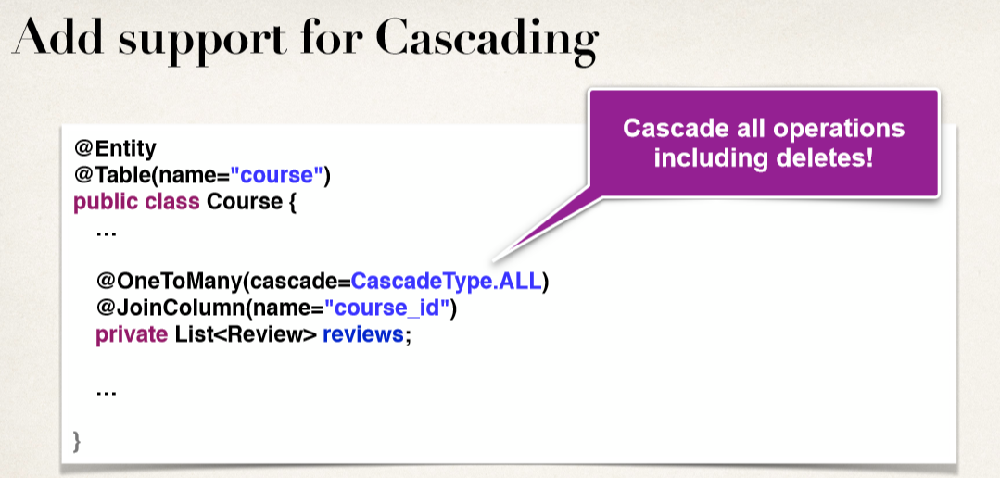 Add support for Cascading
Cascade all operations
including deletes!
@Entity
@Table(name="course")
public class Course {
...
@OneToMany(cascade=CascadeType.ALL)
@JoinColumn(name="course_id")
private List<Review> reviews;
...
}